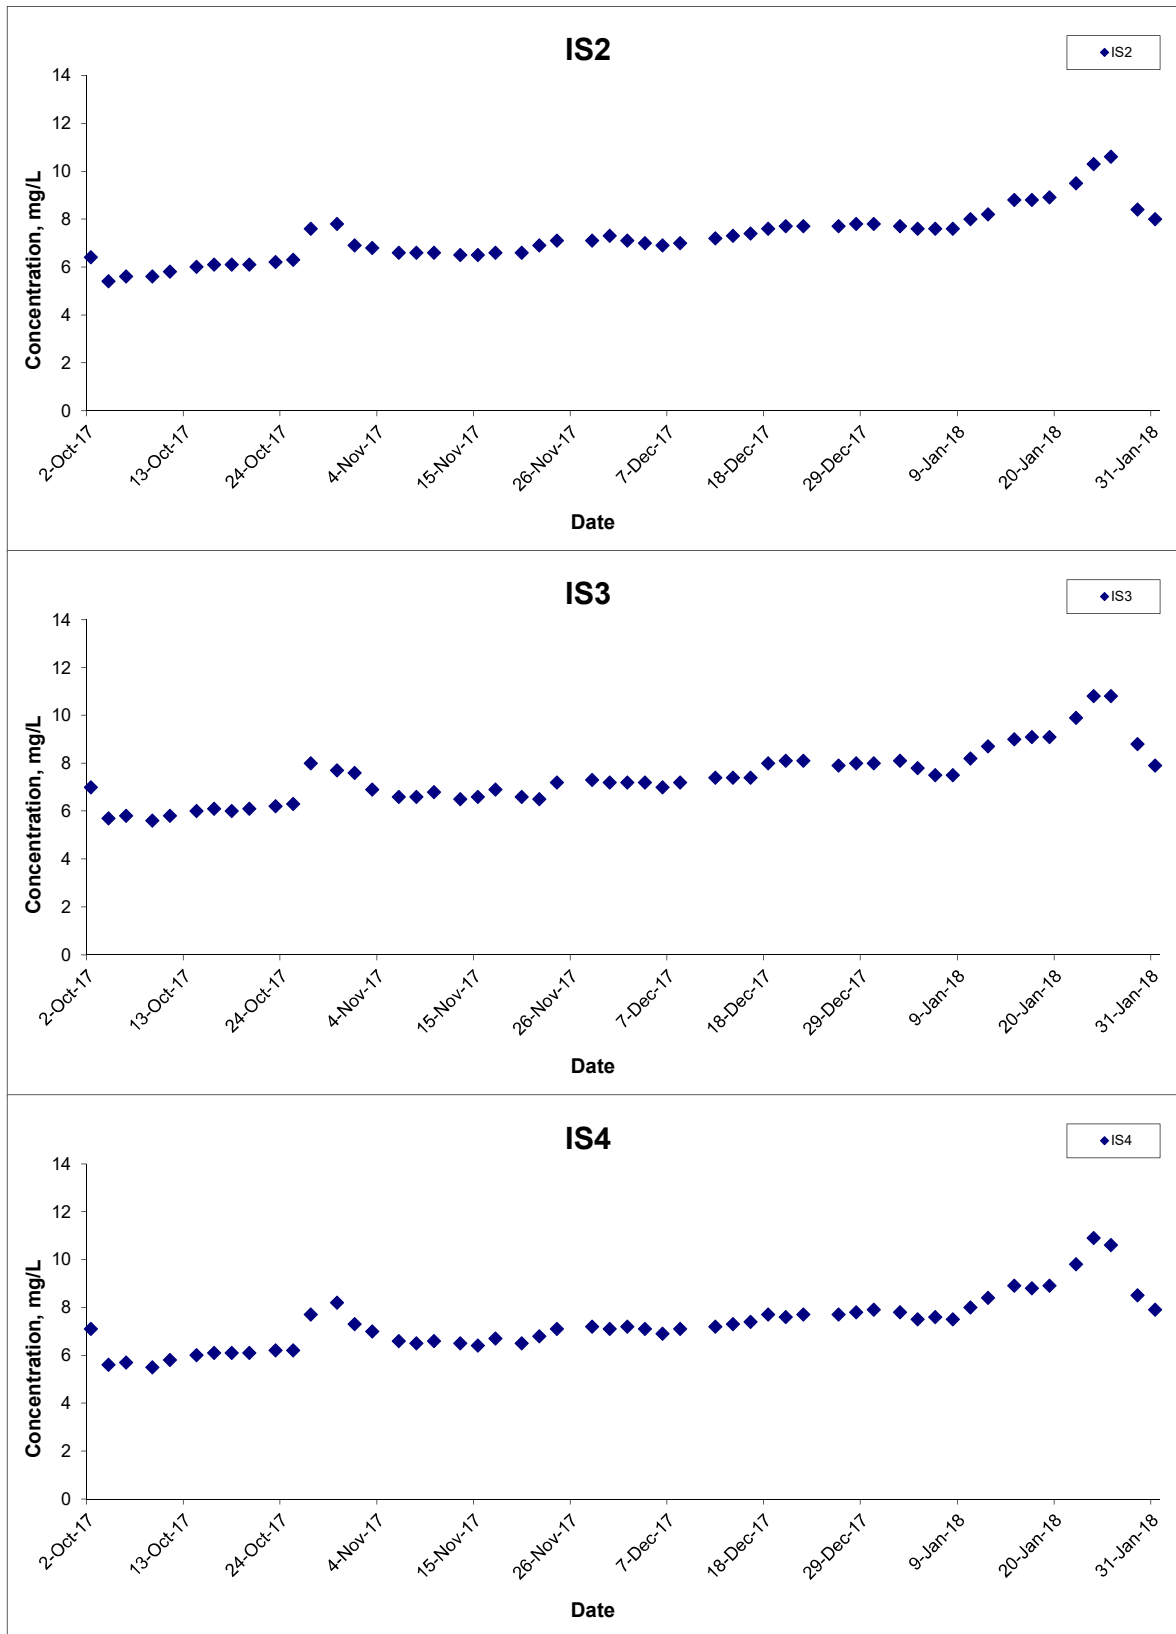 IS2
IS2
14
12
10
8
6
4
2
0
Concentration, mg/L
2-Oct-17 13-Oct-17 24-Oct-17 4-Nov-17 15-Nov-17 26-Nov-17 7-Dec-17 18-Dec-17 29-Dec-17 9-Jan-18 20-Jan-18 31-Jan-18
Date
IS3
IS3
14
12
10
8
6
4
2
0
Concentration, mg/L
2-Oct-17 13-Oct-17 24-Oct-17 4-Nov-17 15-Nov-17 26-Nov-17 7-Dec-17 18-Dec-17 29-Dec-17 9-Jan-18 20-Jan-18 31-Jan-18
Date
IS4
IS4
14
12
10
8
6
4
2
0
Concentration, mg/L
2-Oct-17 13-Oct-17 24-Oct-17 4-Nov-17 15-Nov-17 26-Nov-17 7-Dec-17 18-Dec-17 29-Dec-17 9-Jan-18 20-Jan-18 31-Jan-18
Date